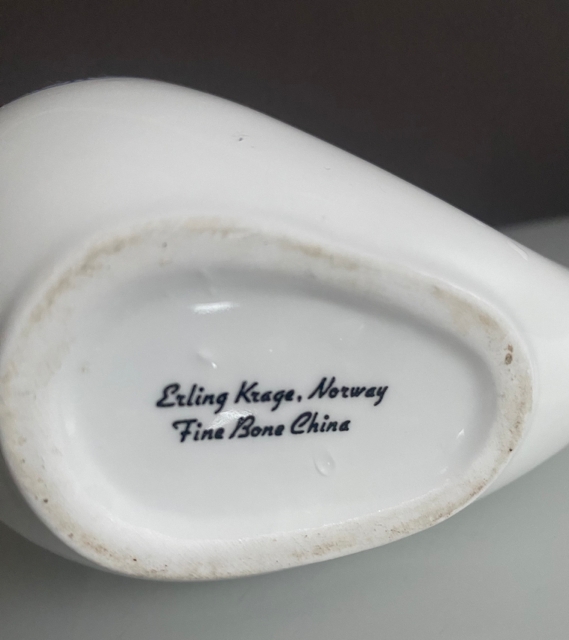 Erling Krage, Norway
Fine Bone China